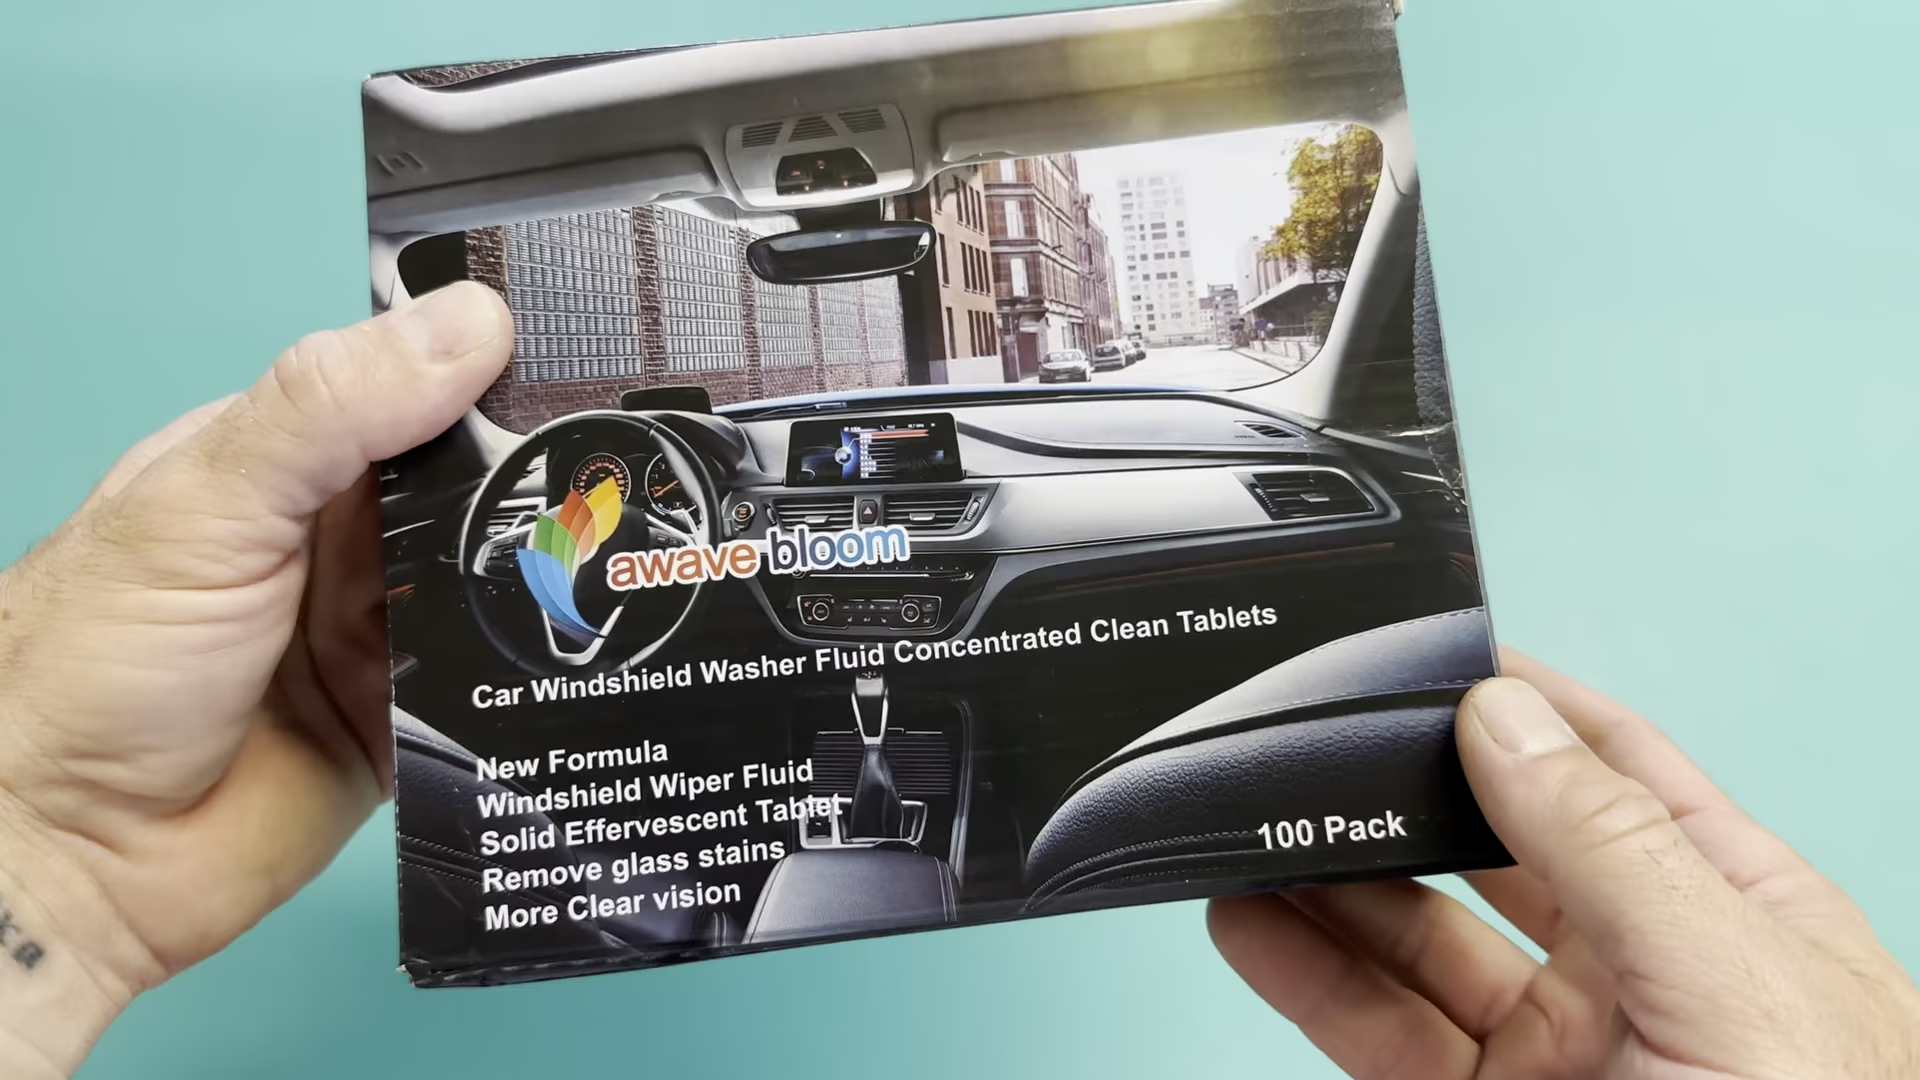 awave bloom
Car Windshield Washer Fluid Concentrated Clean Tablets
New Formula
Windshield Wiper Fluid
Solid Effervescent Tablet
Remove glass stains
More Clear vision
100 Pack